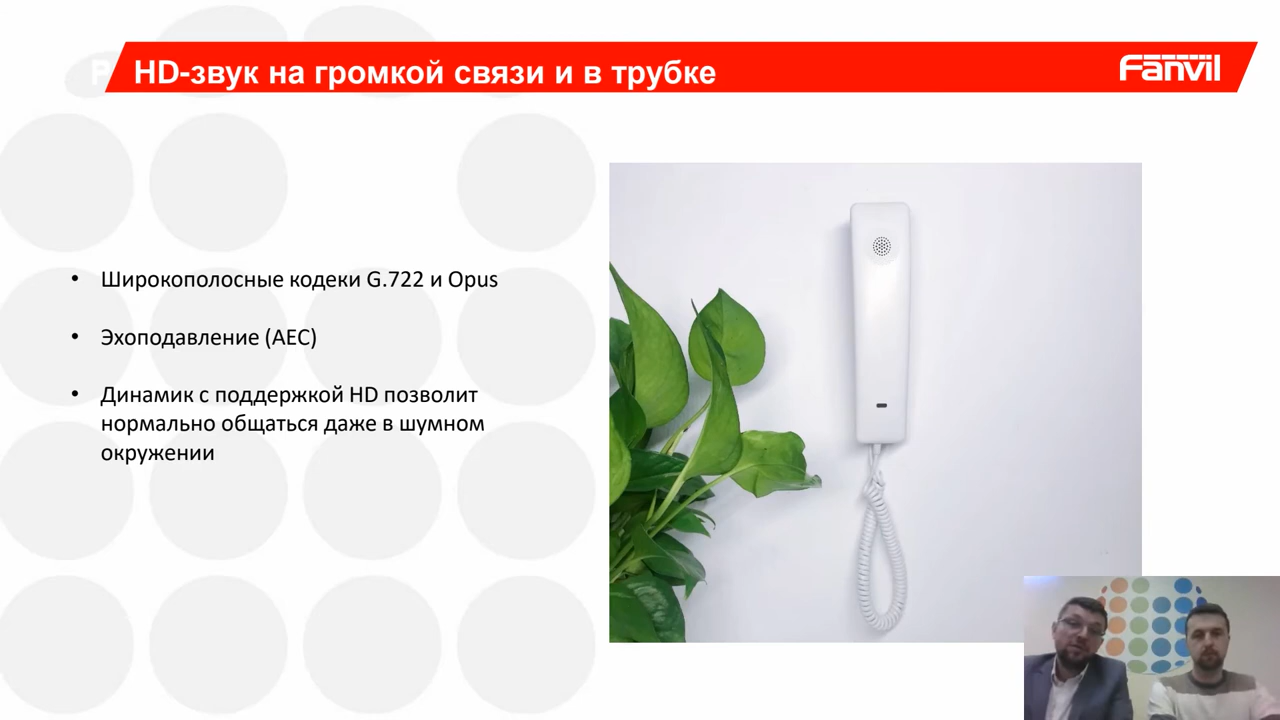 HD-звук на громкой связи и в трубке
Fanvil
• Широкополосные кодеки G.722 и Opus
• Эхоподавление (AEC)
• Динамик с поддержкой HD позволит
нормально общаться даже в шумном
окружении